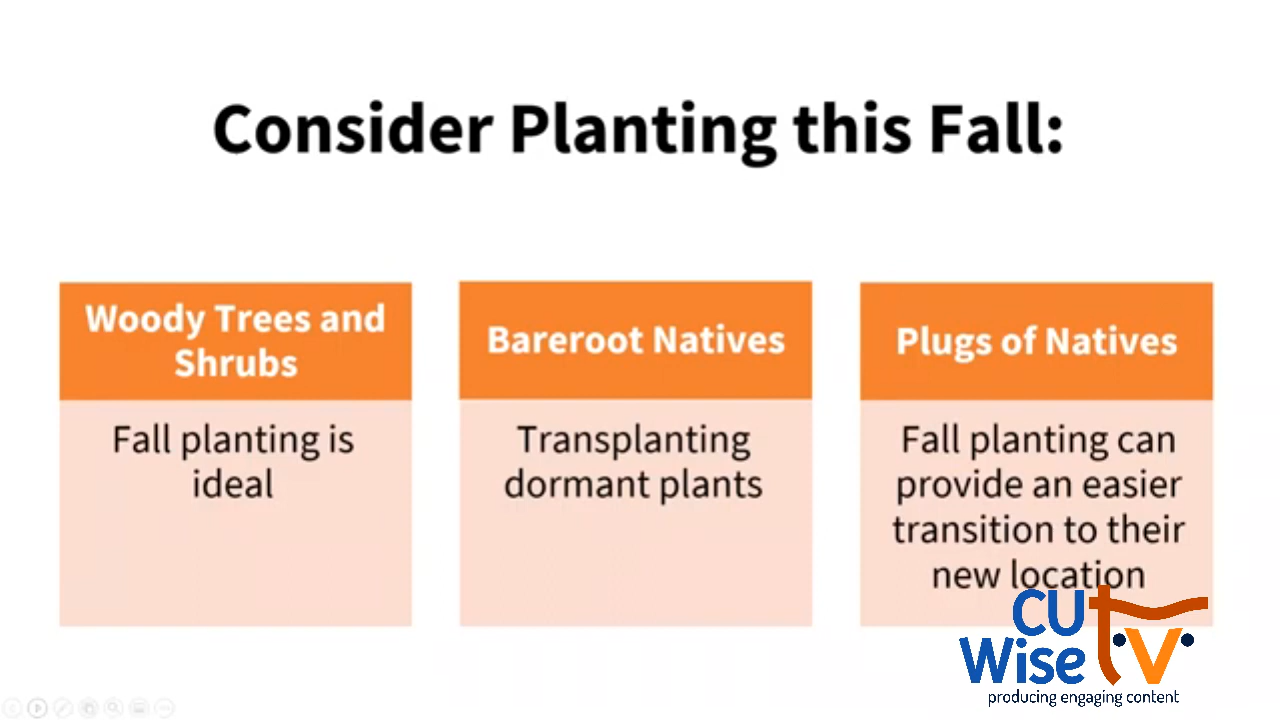 Consider Planting this Fall:
Woody Trees and
Shrubs
Fall planting is
ideal
Bareroot Natives
Transplanting
dormant plants
Plugs of Natives
Fall planting can
provide an easier
transition to their
new location
CU
Wise t.v.
producing engaging content